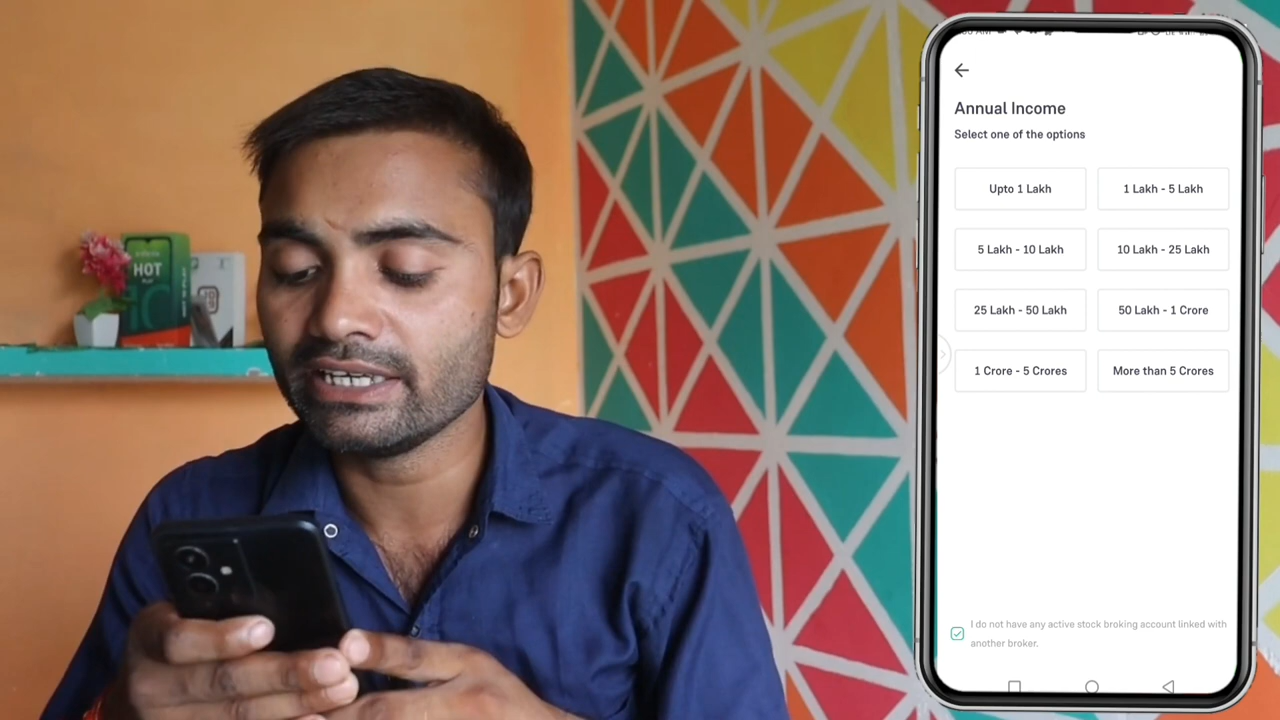 HOT
Annual Income
Select one of the options
Upto 1 Lakh
1 Lakh - 5 Lakh
5 Lakh - 10 Lakh
10 Lakh - 25 Lakh
25 Lakh - 50 Lakh
50 Lakh - 1 Crore
1 Crore - 5 Crores
More than 5 Crores
I do not have any active stock broking account linked with
another broker.